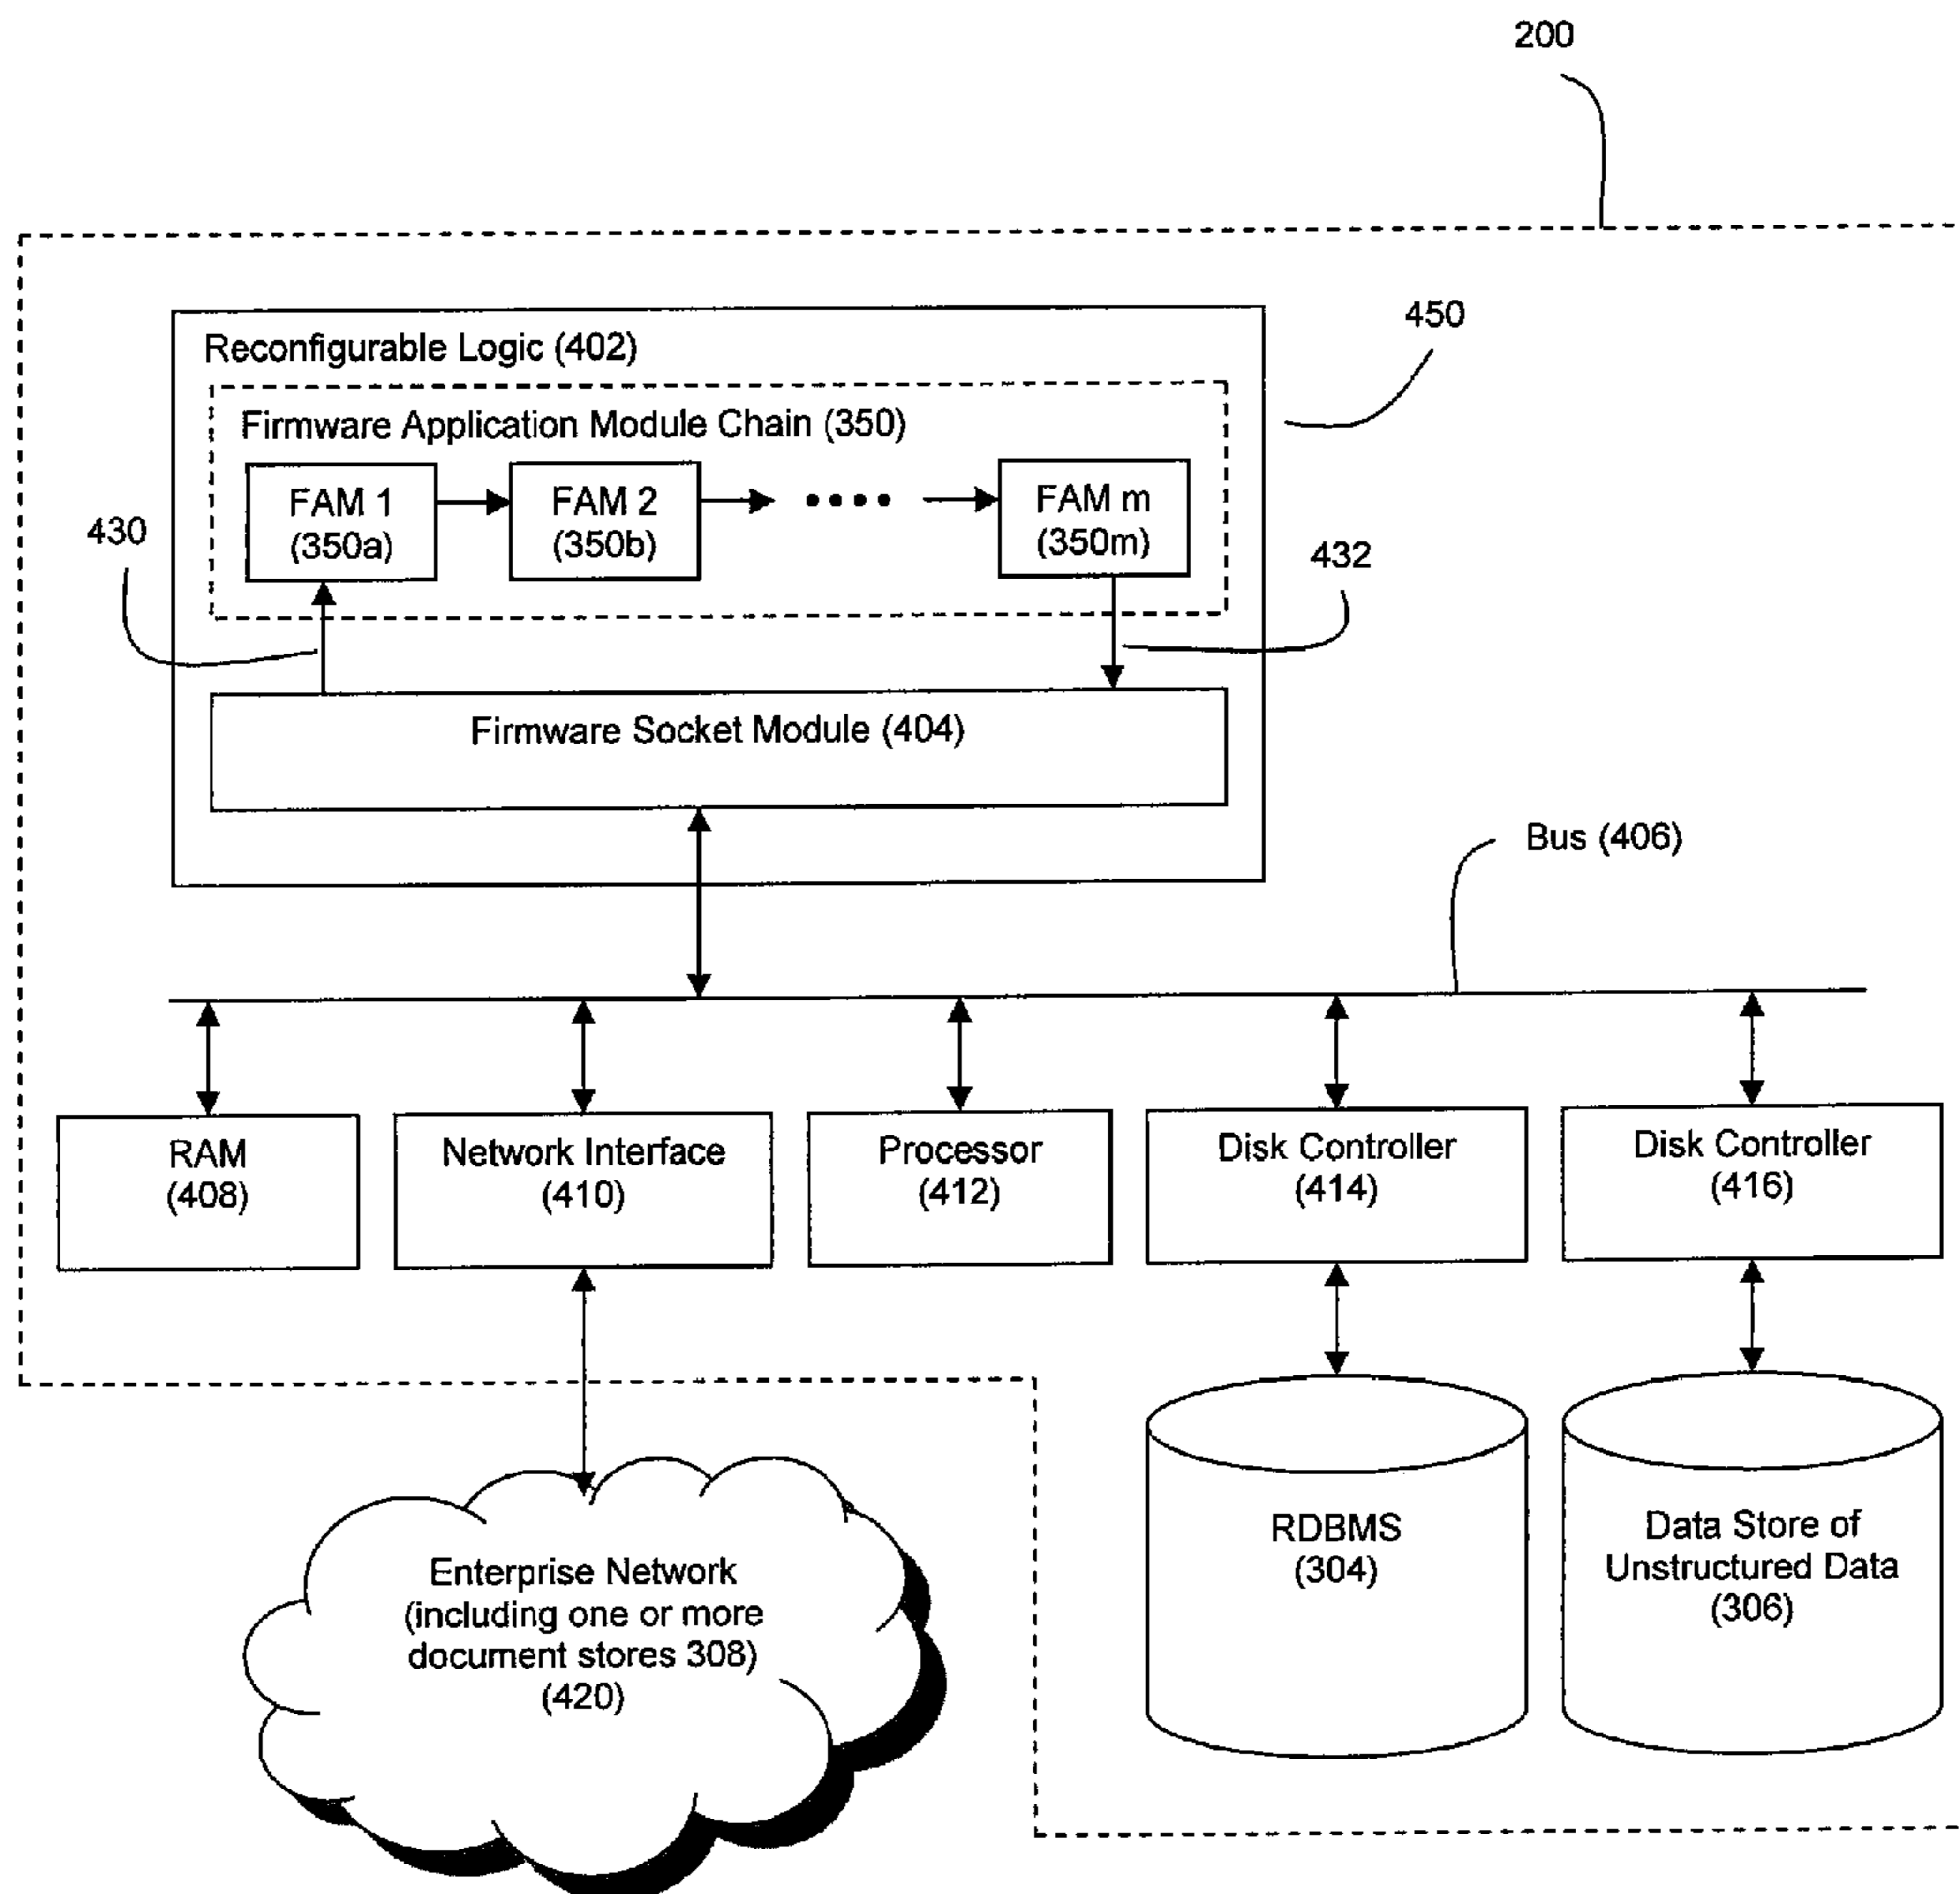 200
450
Reconfigurable Logic (402)
Firmware Application Module Chain (350)
FAM 1
(350a)
FAM 2
(350b)
FAM m
(350m)
430
432
Firmware Socket Module (404)
Bus (406)
RAM
(408)
Network Interface
(410)
Processor
(412)
Disk Controller
(414)
Disk Controller
(416)
Enterprise Network
(including one or more
document stores 308)
(420)
RDBMS
(304)
Data Store of
Unstructured Data
(306)